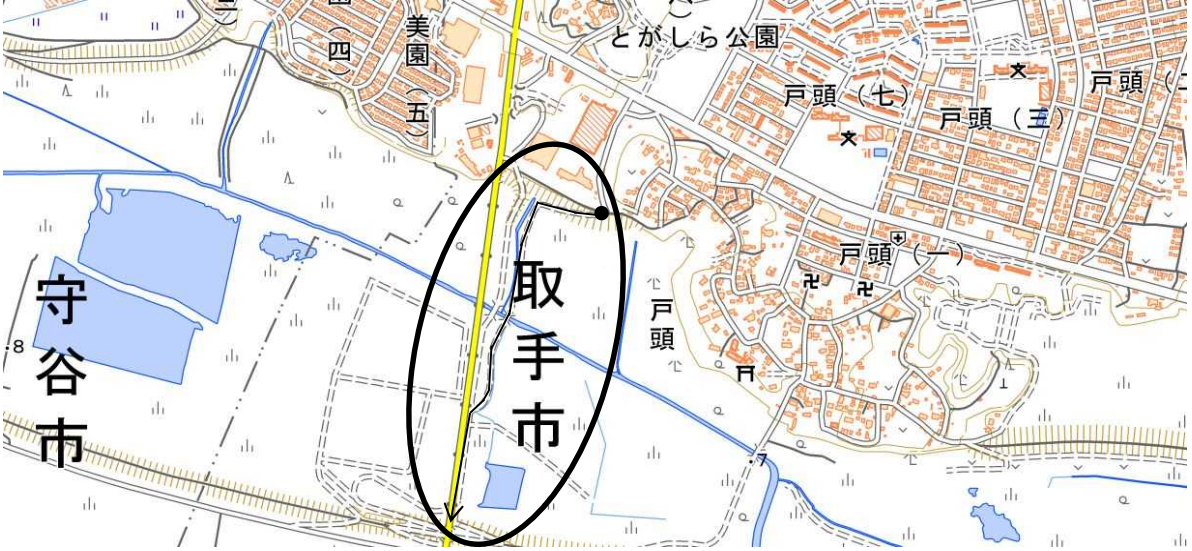 美園（五）
（四）
とがしら公園
戸頭（七）
戸頭（三）
戸頭
戸頭（一）
取手市
戸頭
守谷市
.8
.7